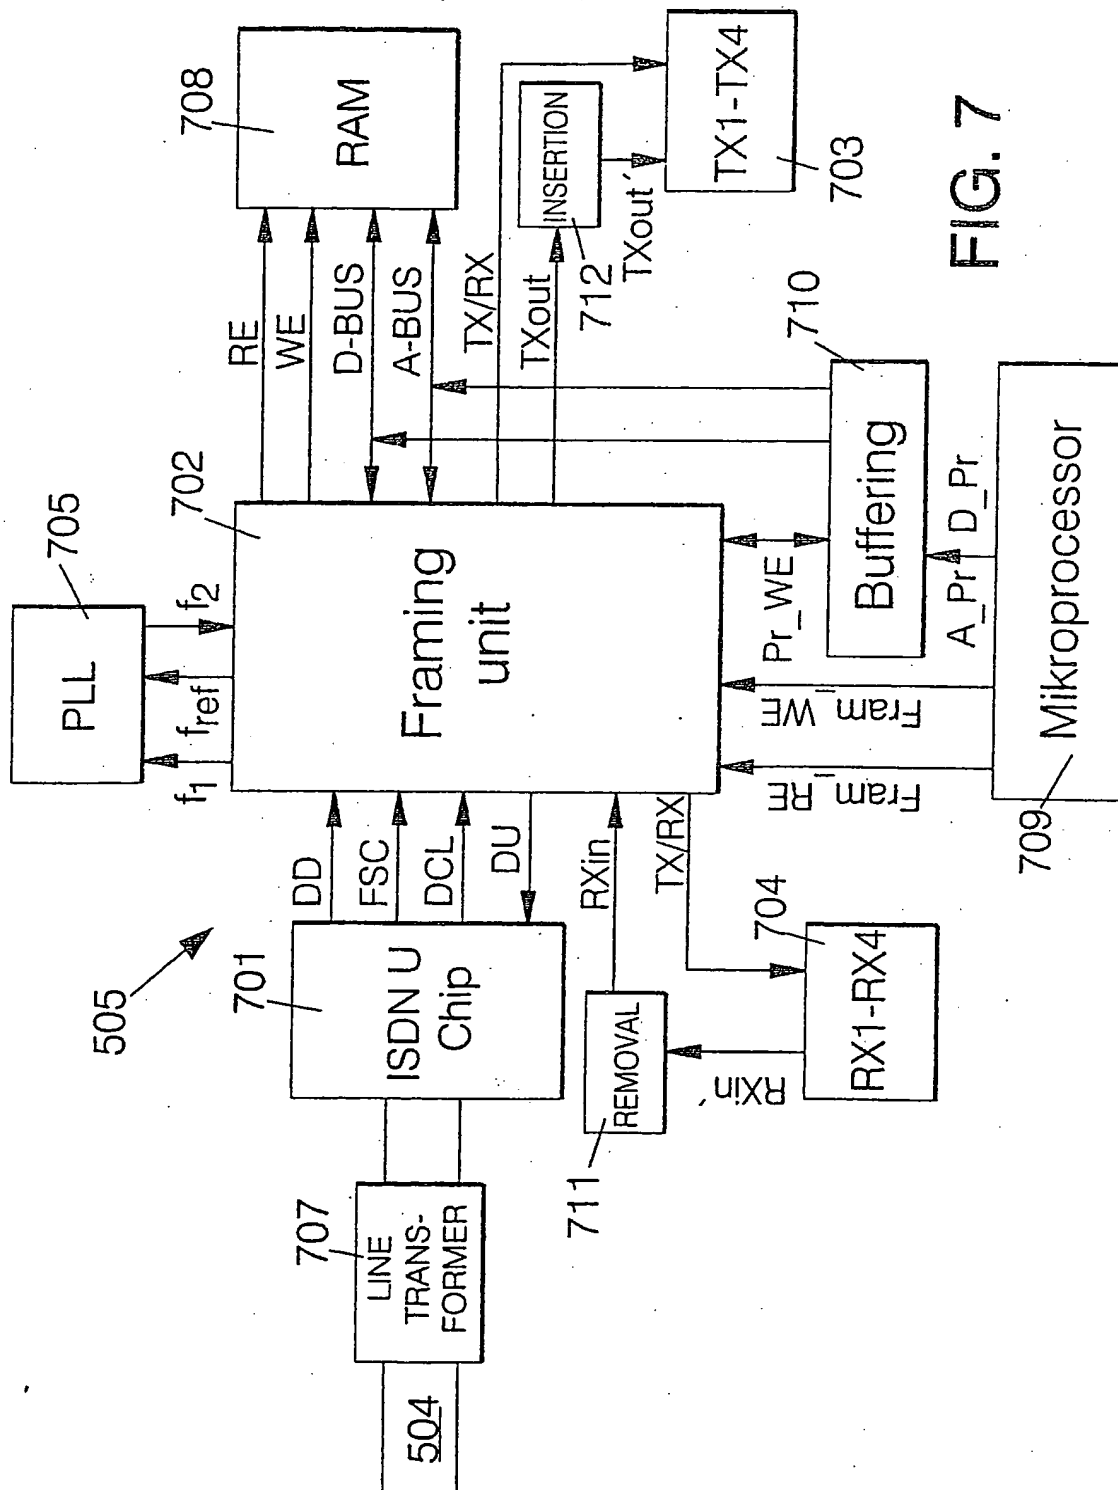 505
504
707
LINE
TRANS-
FORMER
701
ISDN U
Chip
DD
FSC
DCL
DU
RXin
TX/RX
711
REMOVAL
RXin´
704
RX1-RX4
705
PLL
f1
fref
f2
702
Framing
unit
Fram_RE
Fram_WE
Pr_WE
709
Mikroprocessor
A_Pr
D_Pr
710
Buffering
RE
WE
D-BUS
A-BUS
TX/RX
TXout
708
RAM
712
INSERTION
TXout´
703
TX1-TX4
FIG. 7